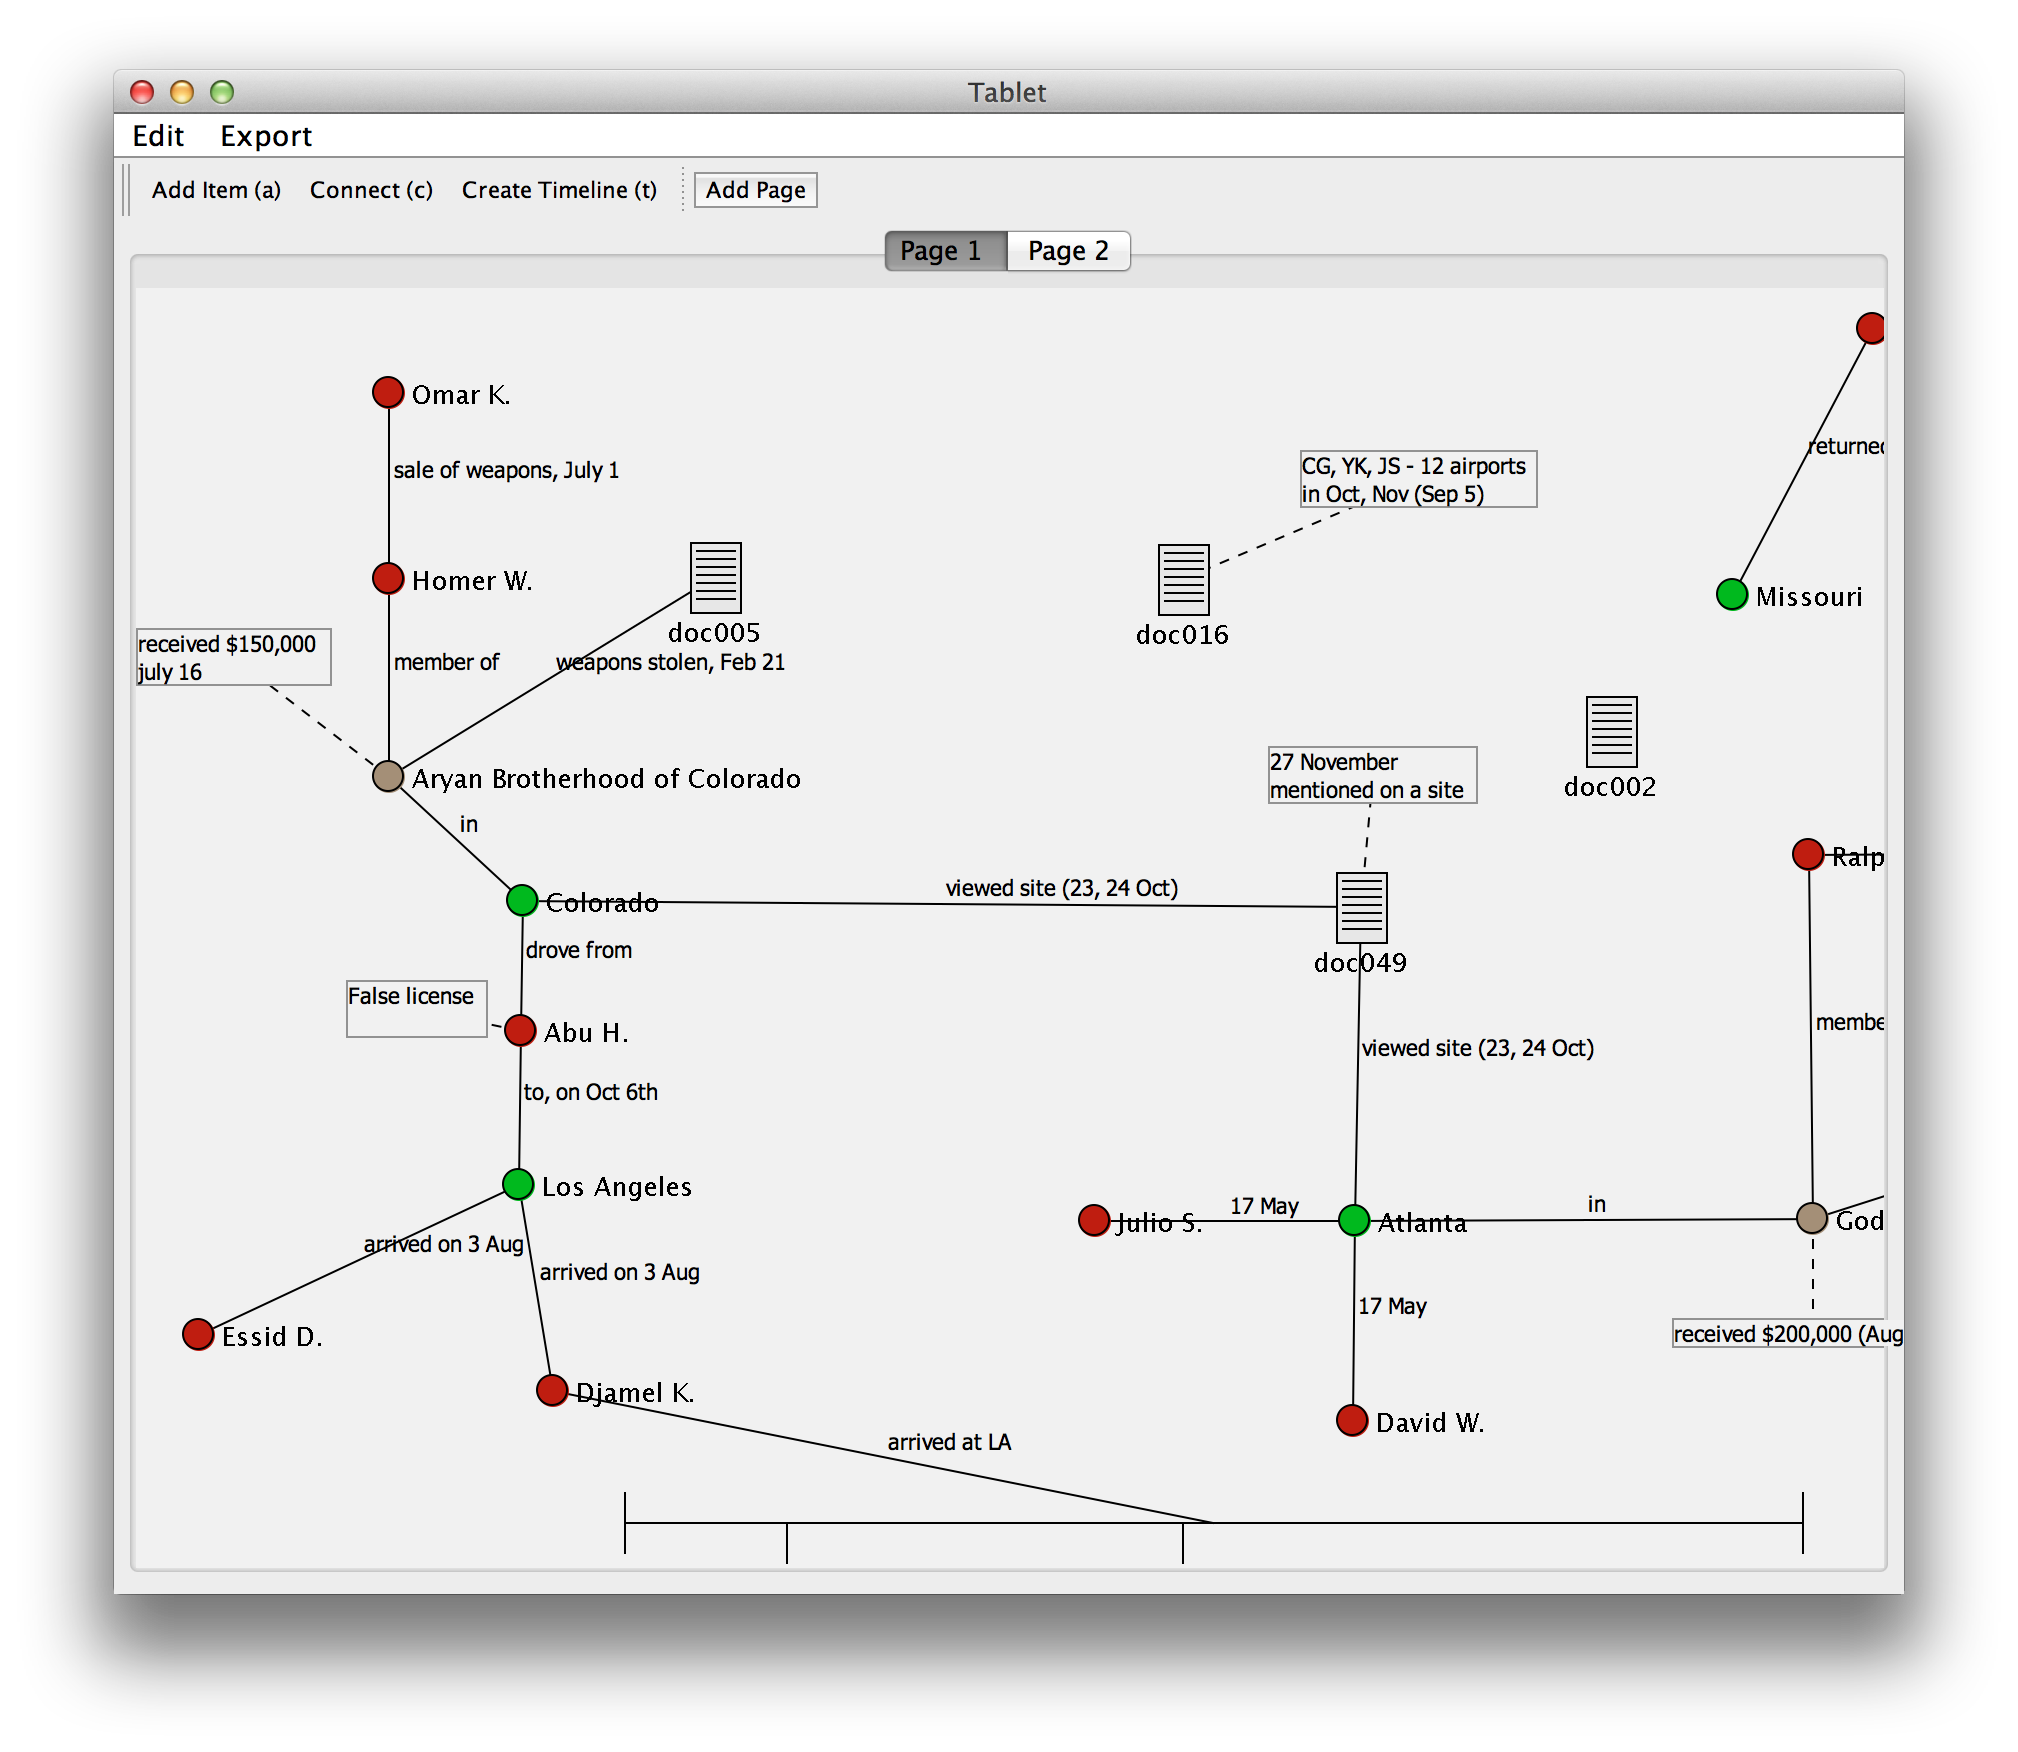 Tablet
Edit Export
Add Item (a) Connect (c) Create Timeline (t) Add Page
Page 1 Page 2
Omar K.
sale of weapons, July 1
Homer W.
received $150,000
july 16
member of
doc005
weapons stolen, Feb 21
Aryan Brotherhood of Colorado
in
Colorado
drove from
False license
Abu H.
to, on Oct 6th
Los Angeles
arrived on 3 Aug
arrived on 3 Aug
Essid D.
Djamel K.
arrived at LA
CG, YK, JS - 12 airports
in Oct, Nov (Sep 5)
doc016
returned
Missouri
27 November
mentioned on a site
doc002
viewed site (23, 24 Oct)
doc049
viewed site (23, 24 Oct)
Ralp
membe
Julio S.
17 May
Atlanta
in
God
17 May
received $200,000 (Aug
David W.